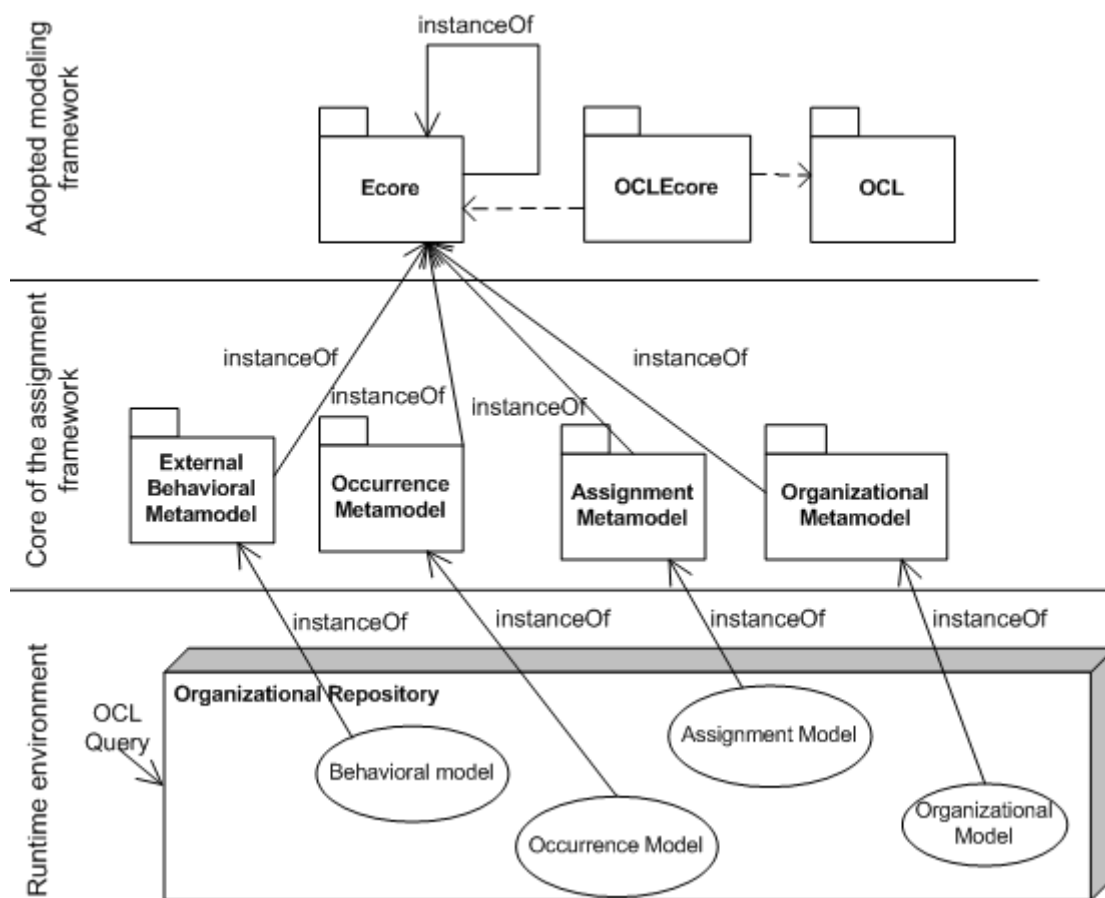 Adopted modeling
framework
instanceOf
Ecore
OCLEcore
OCL
Core of the assignment
framework
instanceOf
instanceOf
instanceOf
instanceOf
External
Behavioral
Metamodel
Occurrence
Metamodel
Assignment
Metamodel
Organizational
Metamodel
Runtime environment
instanceOf
instanceOf
instanceOf
instanceOf
Organizational Repository
OCL
Query
Behavioral model
Occurrence Model
Assignment Model
Organizational
Model